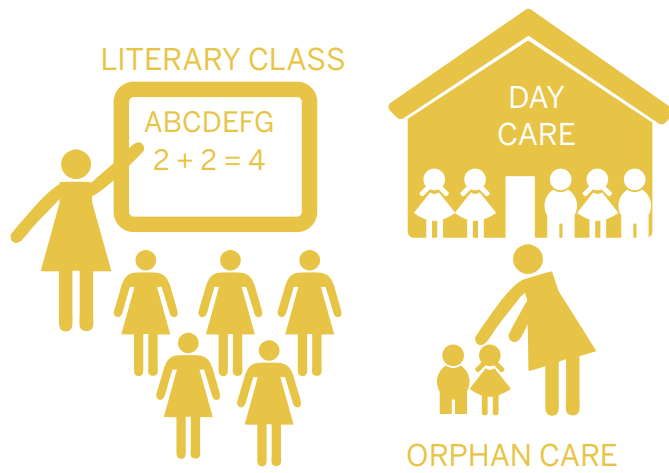 LITERARY CLASS
ABCDEFG
2 + 2 = 4
DAY
CARE
ORPHAN CARE